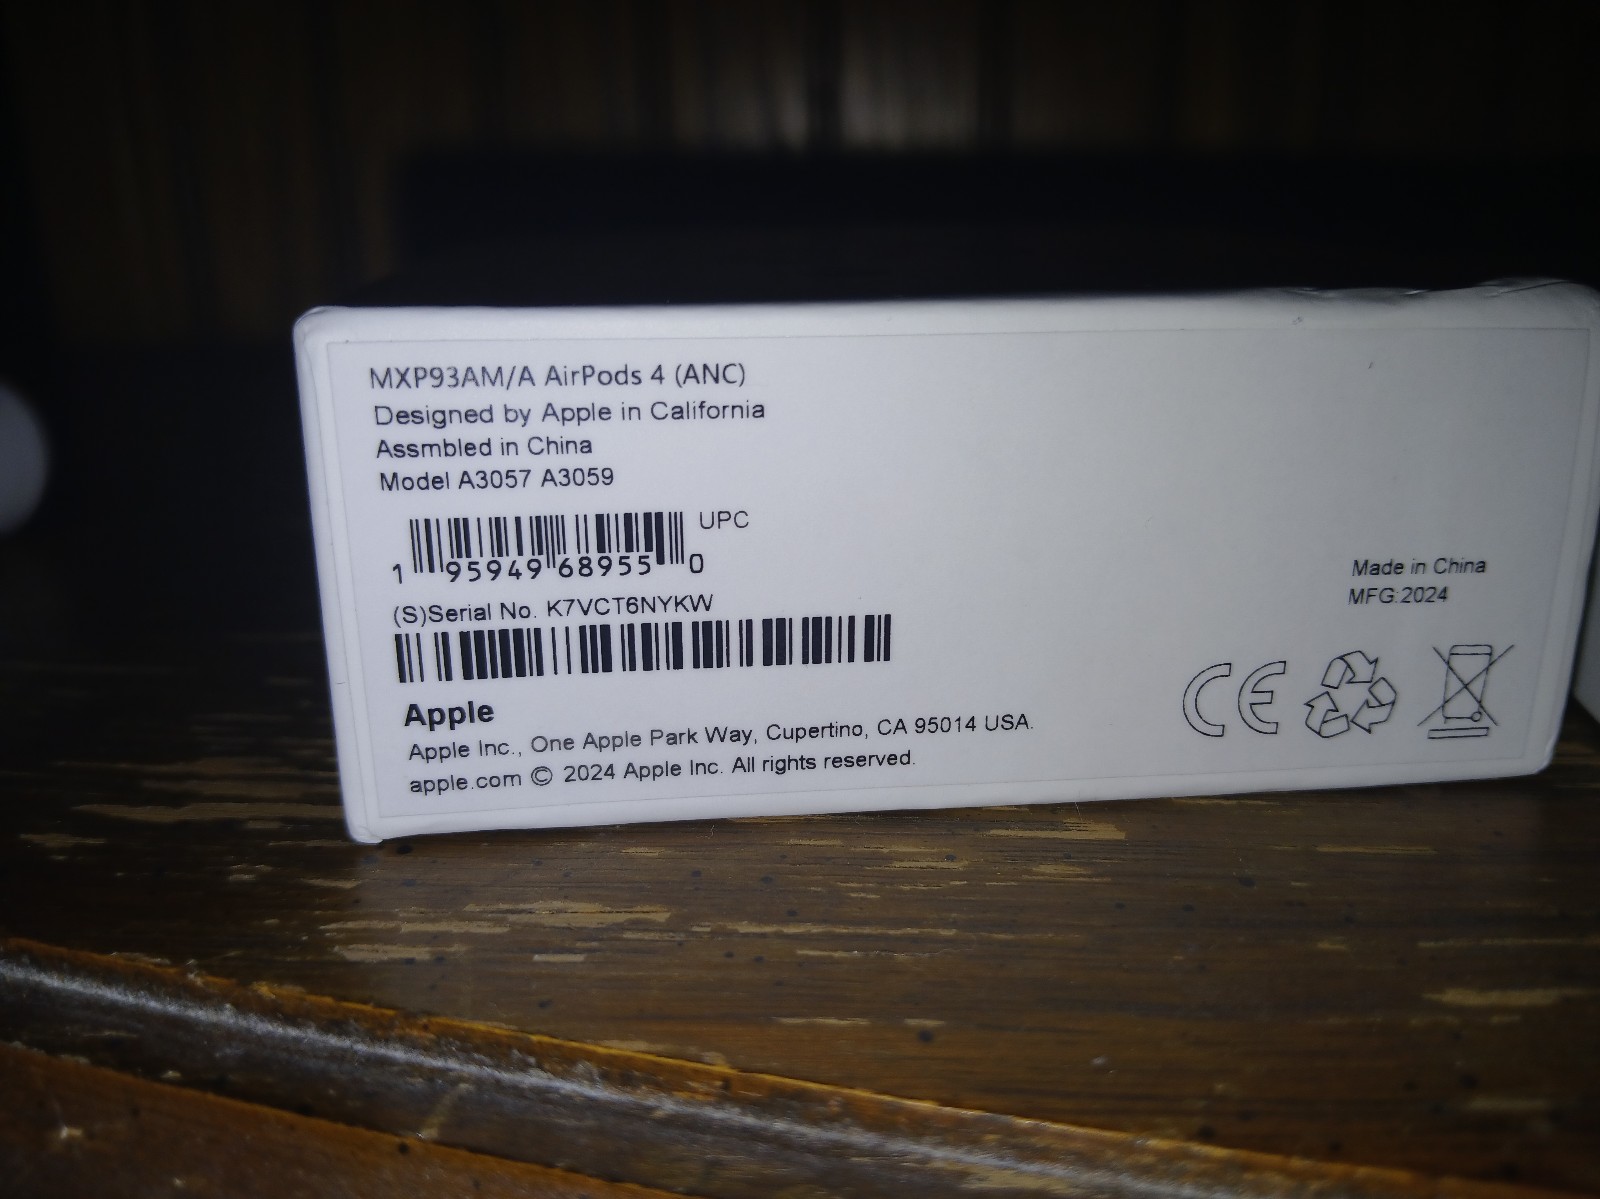 MXP93AM/A AirPods 4 (ANC)
Designed by Apple in California
Assmbled in China
Model A3057 A3059
UPC
1 95949 68955 0
(S)Serial No. K7VCT6NYKW
Apple
Apple Inc., One Apple Park Way, Cupertino, CA 95014 USA.
apple.com © 2024 Apple Inc. All rights reserved.
Made in China
MFG:2024
CE